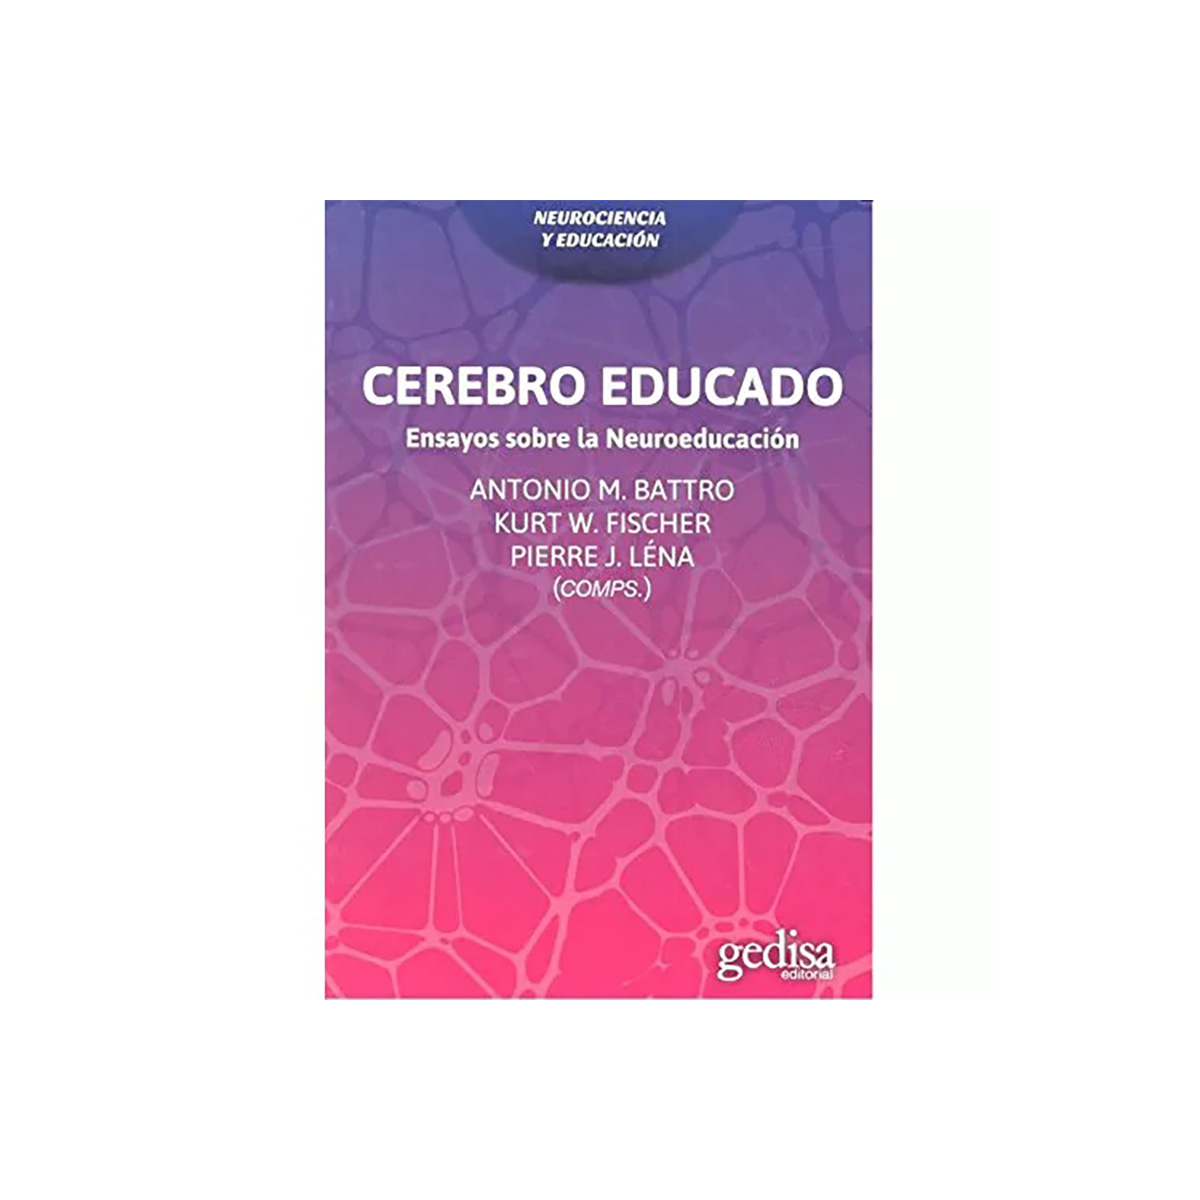 NEUROCIENCIA
Y EDUCACIÓN
CEREBRO EDUCADO
Ensayos sobre la Neuroeducación
ANTONIO M. BATTRO
KURT W. FISCHER
PIERRE J. LÉNA
(COMPS.)
gedisa
editorial